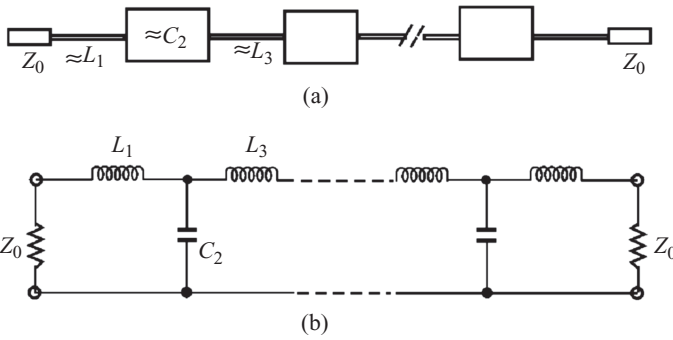 ≈C₂
Z₀ ≈L₁ ≈L₃ Z₀
(a)
L₁ L₃
Z₀ C₂ Z₀
(b)